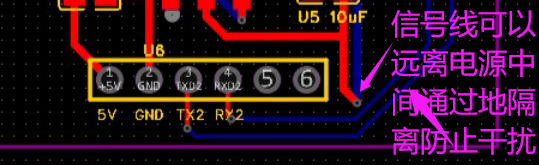 U5 10uF
信号线可以
远离电源中
间通过地隔
离防止干扰
U6
1 2 3 4 5 6
+5V GND TXD2 RXD2
5V GND TX2 RX2